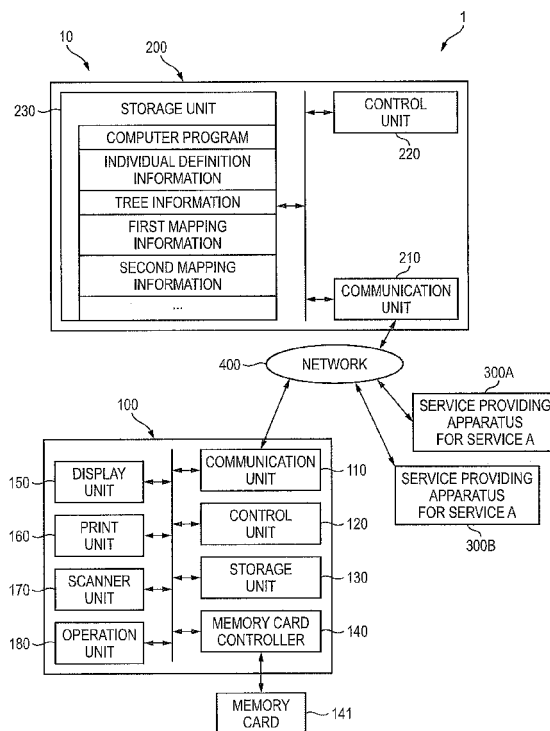 10
200
1
230
STORAGE UNIT
COMPUTER PROGRAM
INDIVIDUAL DEFINITION
INFORMATION
TREE INFORMATION
FIRST MAPPING
INFORMATION
SECOND MAPPING
INFORMATION
...
CONTROL
UNIT
220
210
COMMUNICATION
UNIT
400
NETWORK
300A
SERVICE PROVIDING
APPARATUS
FOR SERVICE A
SERVICE PROVIDING
APPARATUS
FOR SERVICE A
300B
100
150
DISPLAY
UNIT
160
PRINT
UNIT
170
SCANNER
UNIT
180
OPERATION
UNIT
COMMUNICATION
UNIT
110
CONTROL
UNIT
120
STORAGE
UNIT
130
MEMORY CARD
CONTROLLER
140
MEMORY
CARD
141